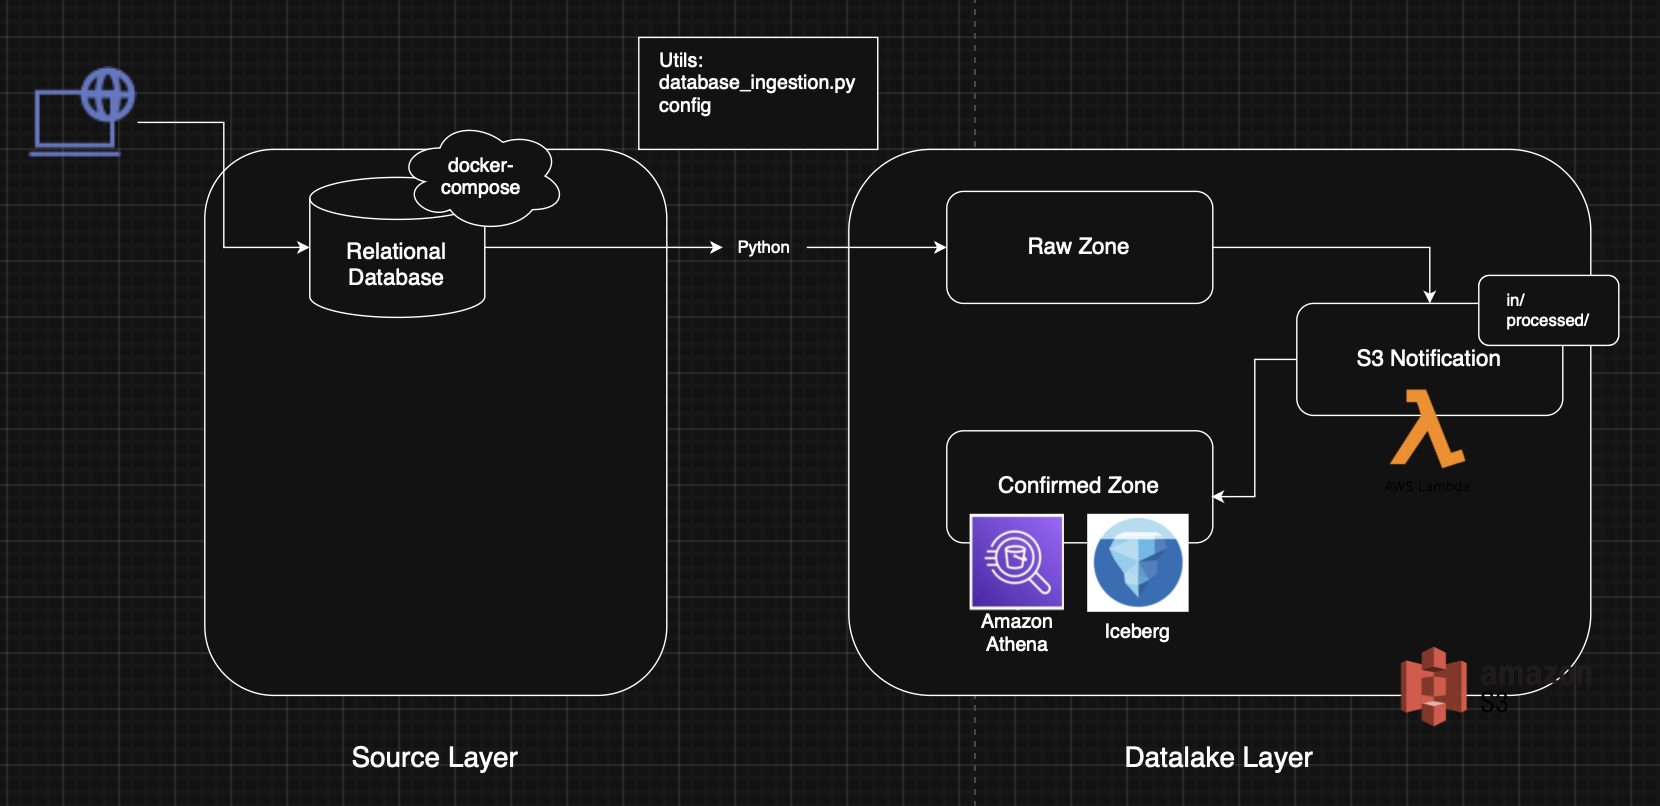 Utils:
database_ingestion.py
config
docker-
compose
Relational
Database
Python
Raw Zone
in/
processed/
S3 Notification
AWS Lambda
Confirmed Zone
Amazon
Athena
Iceberg
amazon
S3
Source Layer
Datalake Layer